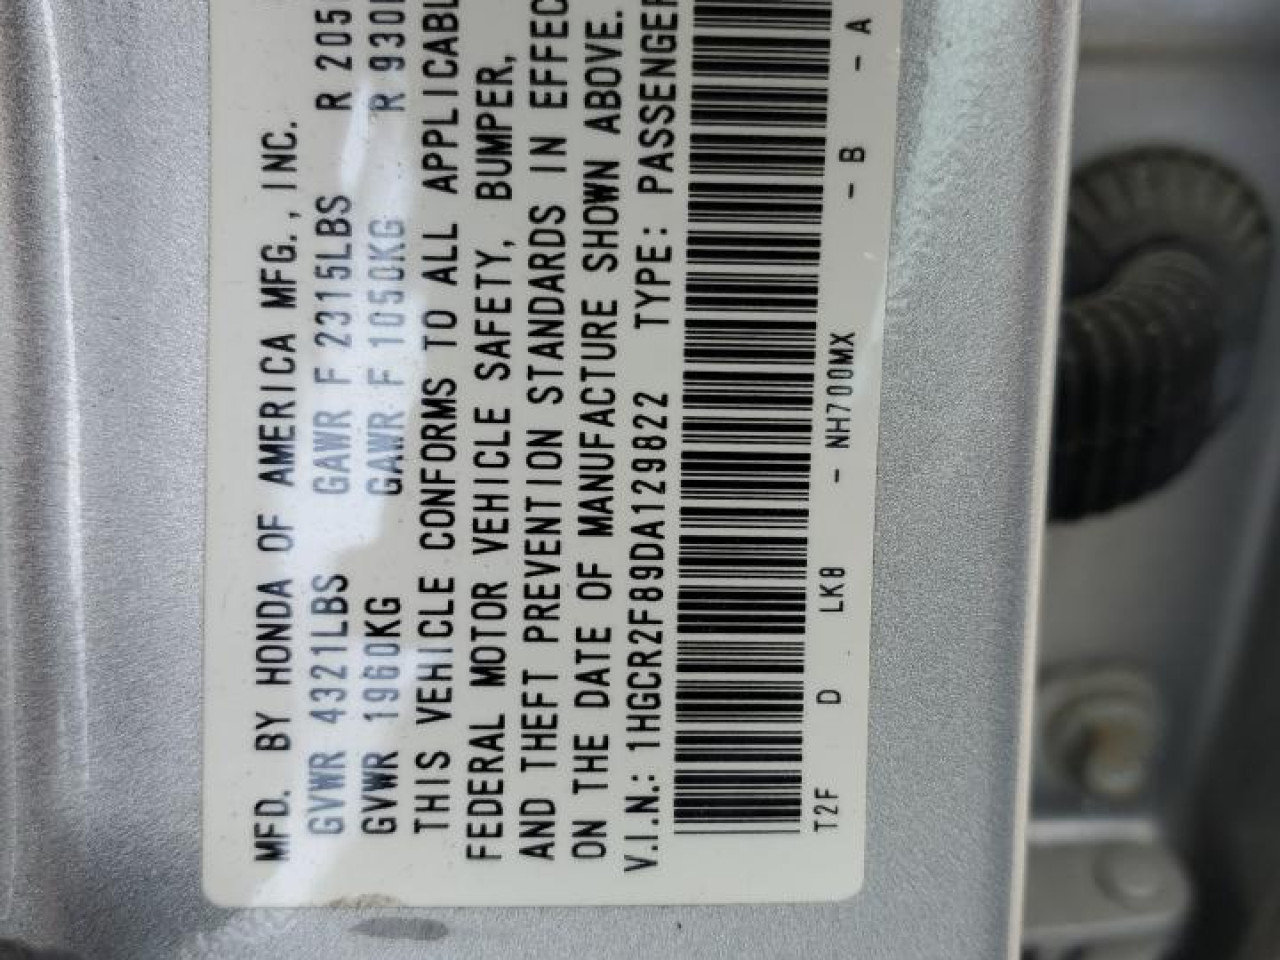 MFD. BY HONDA OF AMERICA MFG., INC.
GVWR 4321LBS GAWR F 2315LBS R 205
GVWR 1960KG GAWR F 1050KG R 930
THIS VEHICLE CONFORMS TO ALL APPLICABL
FEDERAL MOTOR VEHICLE SAFETY, BUMPER,
AND THEFT PREVENTION STANDARDS IN EFFEC
ON THE DATE OF MANUFACTURE SHOWN ABOVE.
V.I.N.: 1HGCR2F89DA129822 TYPE: PASSENGER
T2F D LK8 - NH700MX - B - A